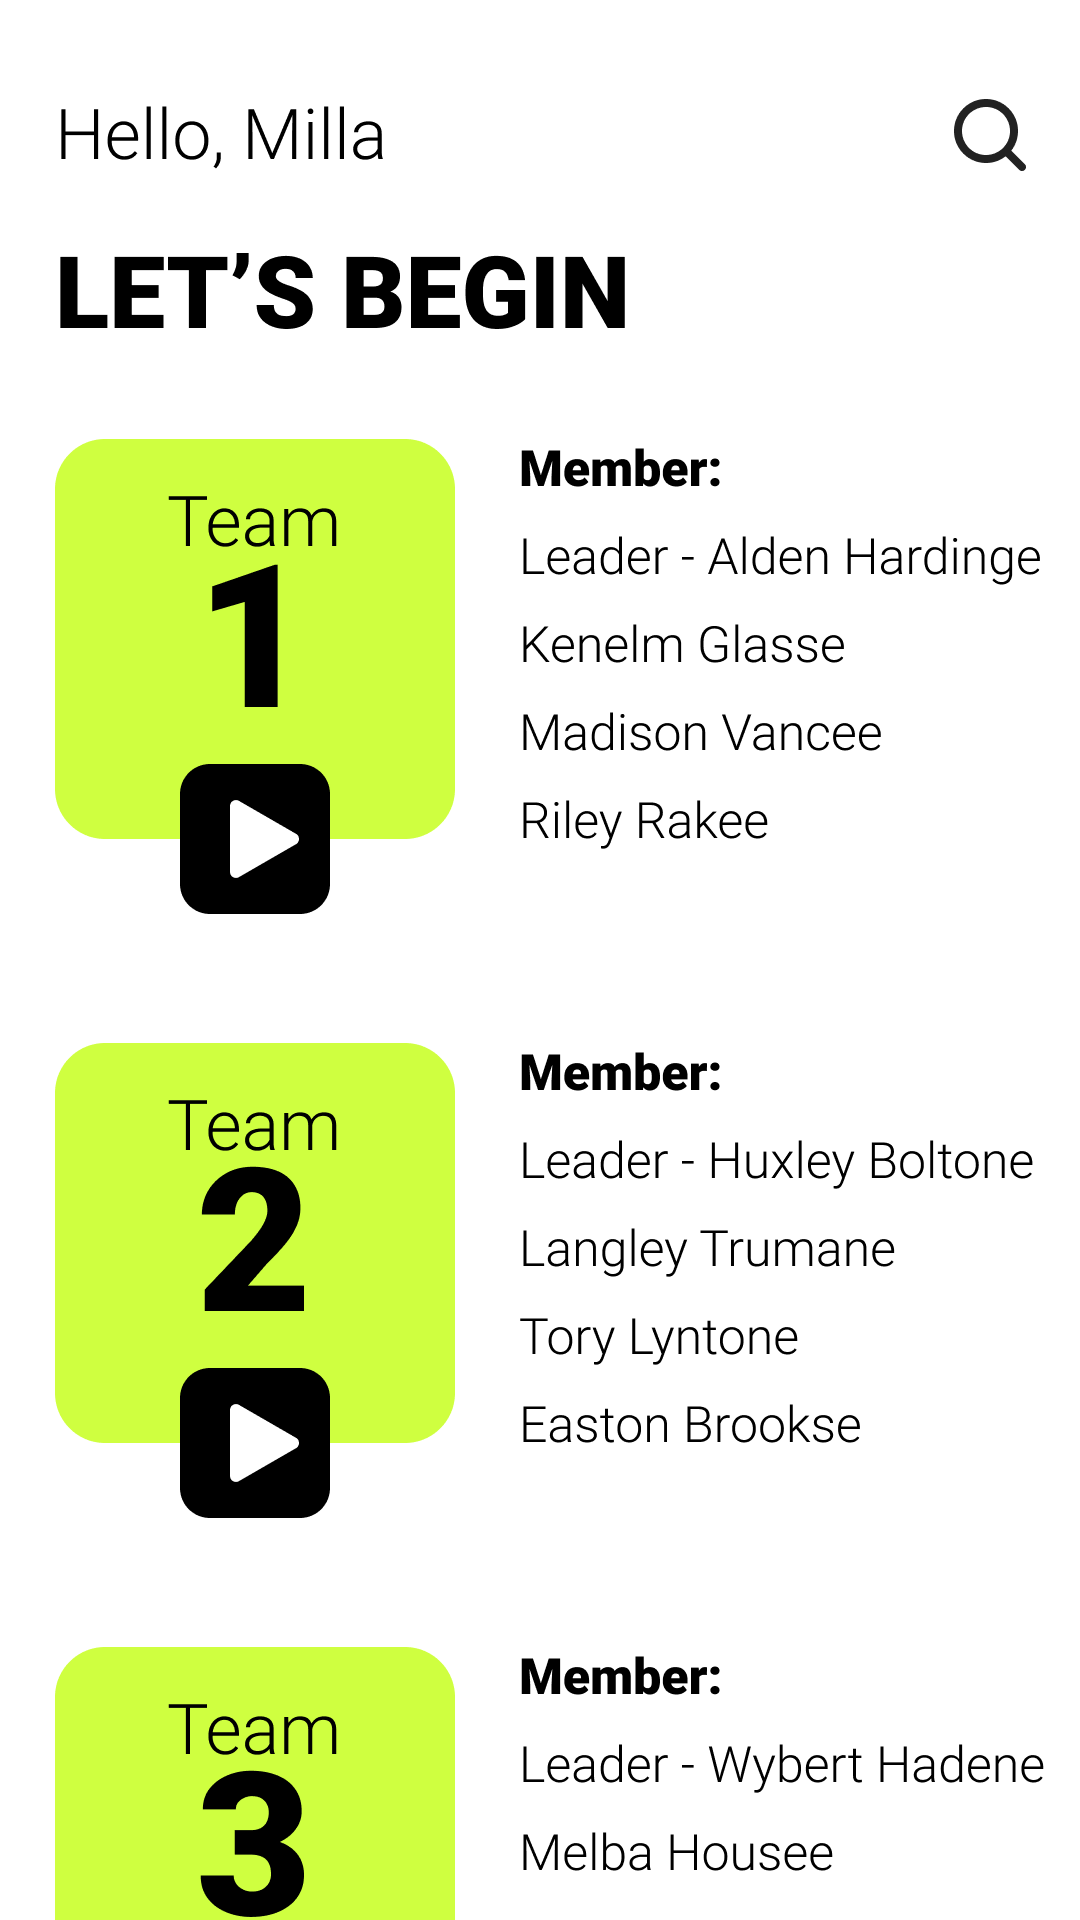 Hello, Milla
LET’S BEGIN
Team
1
Member:
Leader - Alden Hardinge
Kenelm Glasse
Madison Vancee
Riley Rakee
Team
2
Member:
Leader - Huxley Boltone
Langley Trumane
Tory Lyntone
Easton Brookse
Team
3
Member:
Leader - Wybert Hadene
Melba Housee